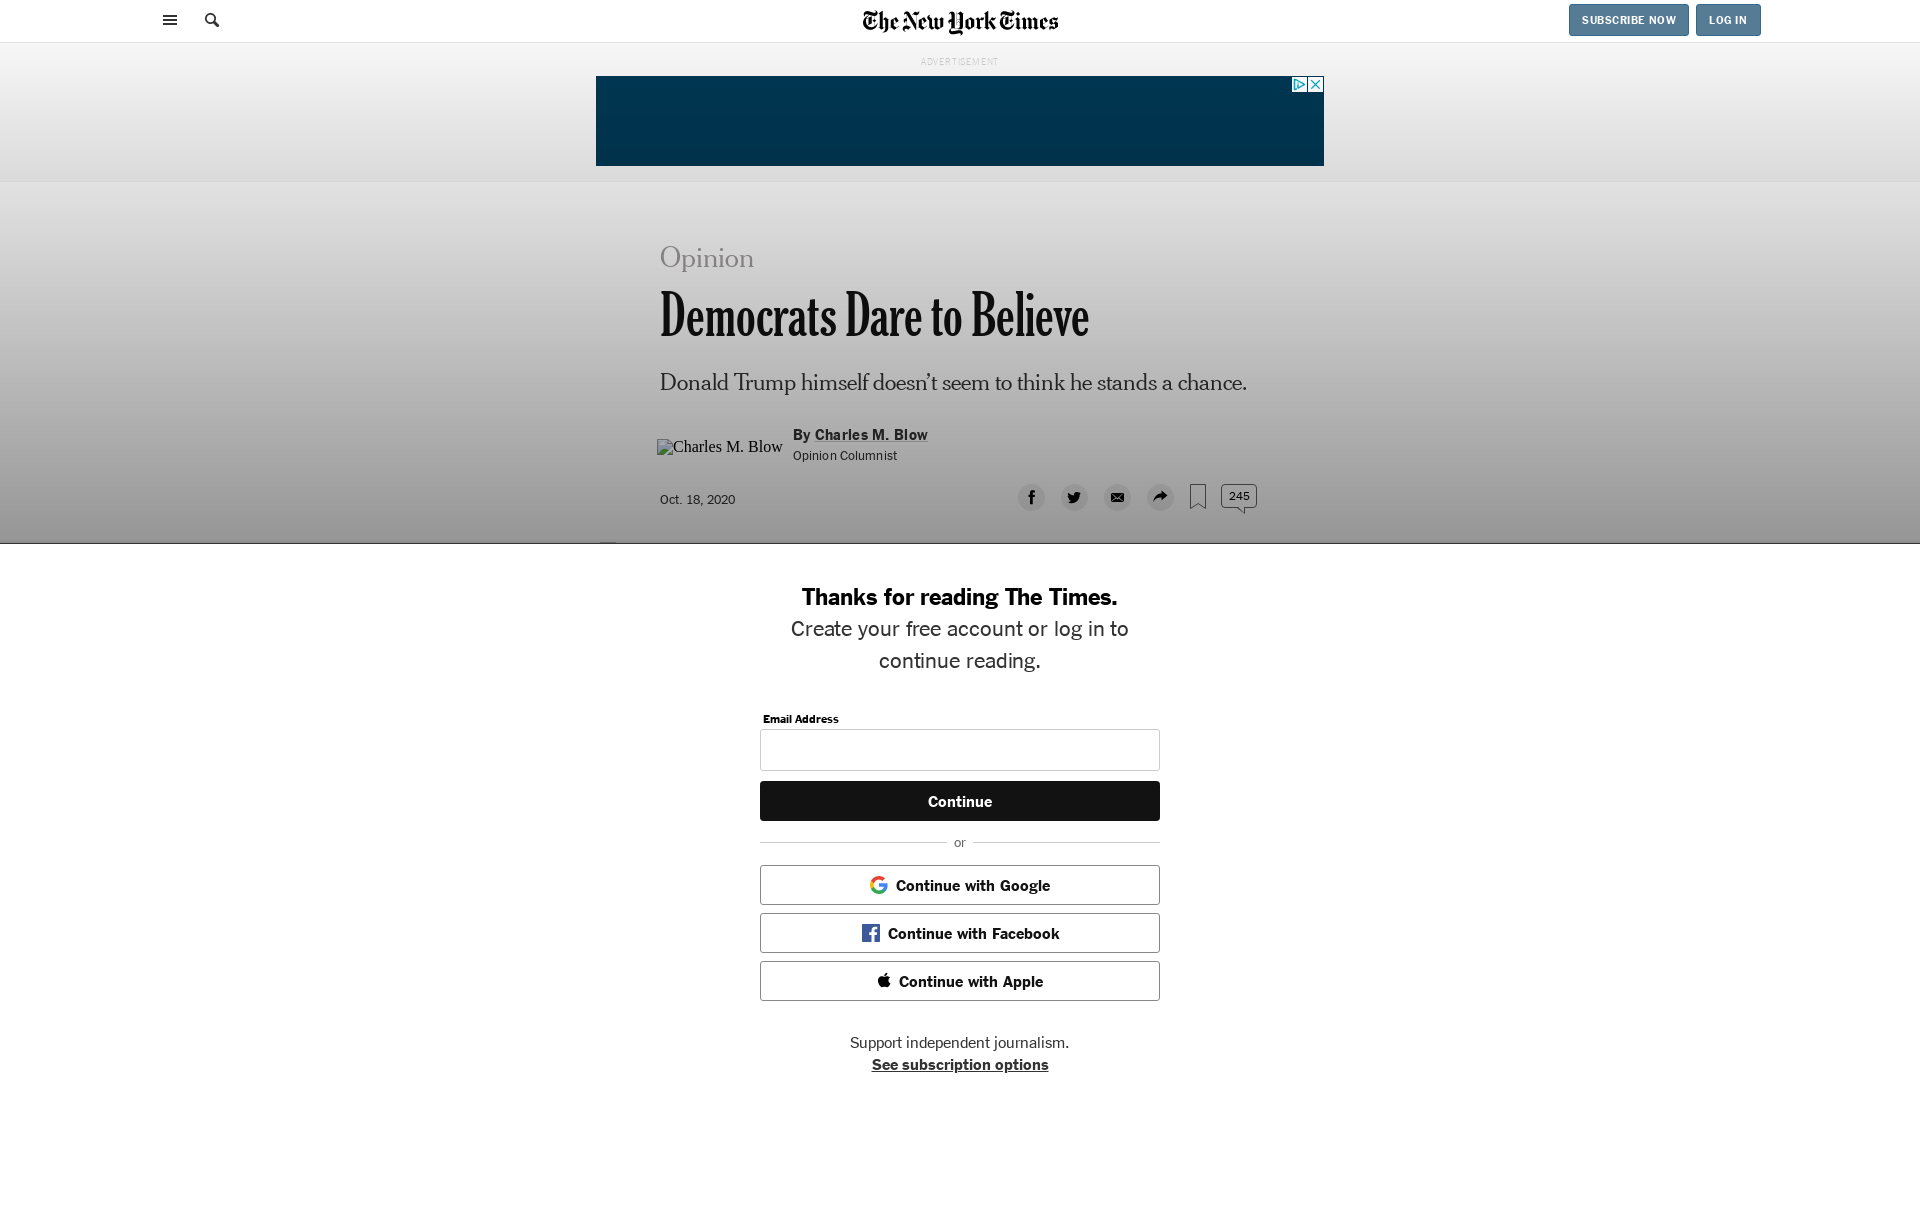 The New York Times
SUBSCRIBE NOW
LOG IN
ADVERTISEMENT
Opinion
Democrats Dare to Believe
Donald Trump himself doesn’t seem to think he stands a chance.
Charles M. Blow
By Charles M. Blow
Opinion Columnist
Oct. 18, 2020
245
Thanks for reading The Times.
Create your free account or log in to
continue reading.
Email Address
Continue
or
Continue with Google
Continue with Facebook
Continue with Apple
Support independent journalism.
See subscription options